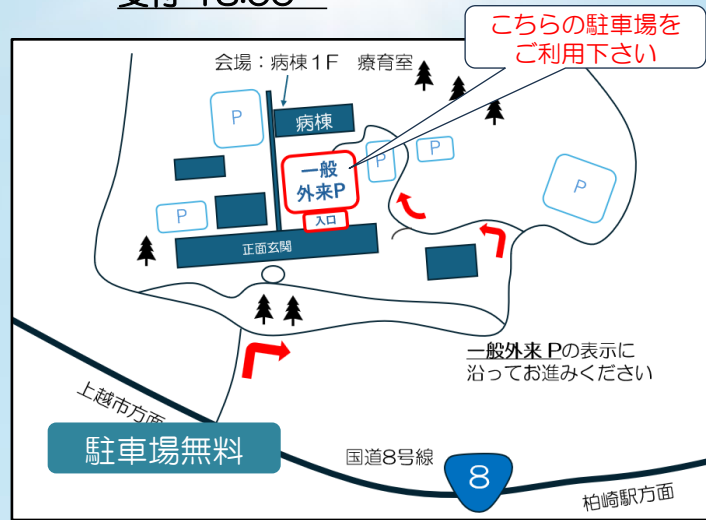 こちらの駐車場を
ご利用下さい
会場：病棟１F　療育室
P
病棟
一般
外来P
P
P
P
P
入口
正面玄関
一般外来 Pの表示に
沿ってお進みください
上越市方面
駐車場無料
国道8号線
8
柏崎駅方面